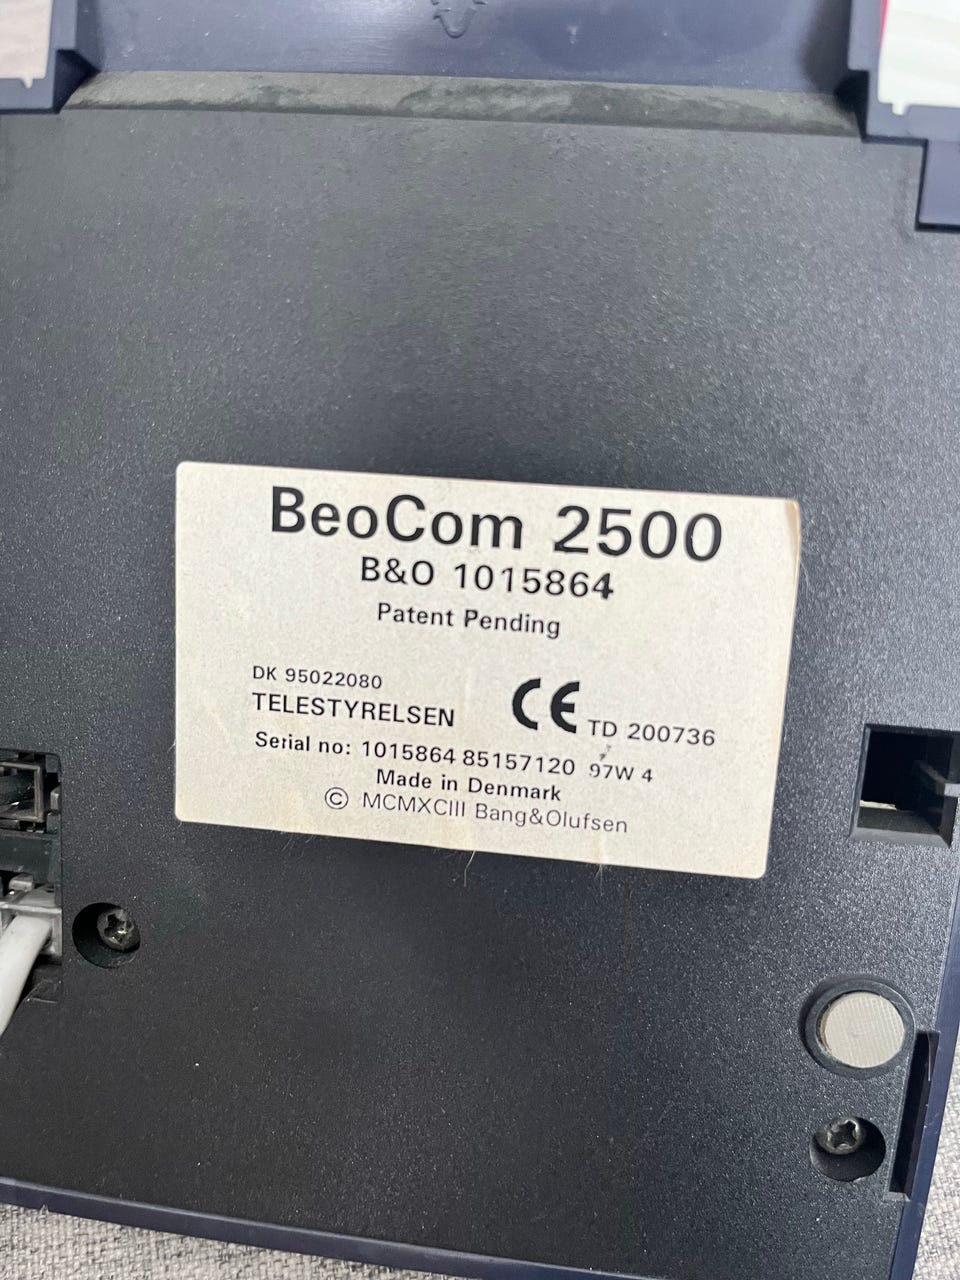 BeoCom 2500
B&O 1015864
Patent Pending
DK 95022080
TELESTYRELSEN CE TD 200736
Serial no: 1015864 85157120 97W 4
Made in Denmark
© MCMXCIII Bang&Olufsen